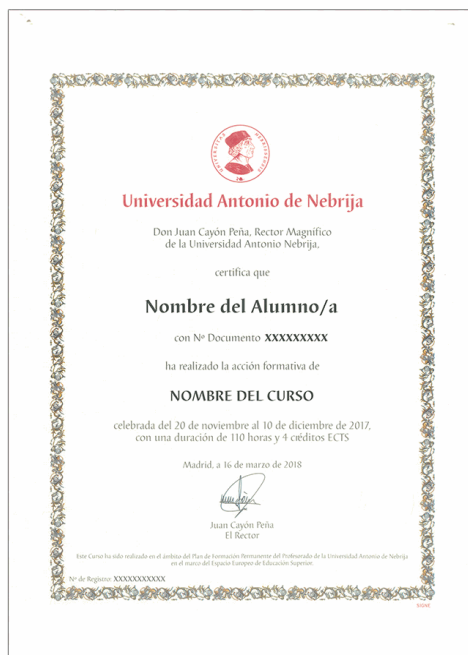 UNIVERSITAS NEBRISSENSIS
Universidad Antonio de Nebrija
Don Juan Cayón Peña, Rector Magnífico
de la Universidad Antonio Nebrija,
certifica que
Nombre del Alumno/a
con Nº Documento XXXXXXXXX
ha realizado la acción formativa de
NOMBRE DEL CURSO
celebrada del 20 de noviembre al 10 de diciembre de 2017,
con una duración de 110 horas y 4 créditos ECTS
Madrid, a 16 de marzo de 2018
Juan Cayón Peña
El Rector
Este Curso ha sido realizado en el ámbito del Plan de Formación Permanente del Profesorado de la Universidad Antonio de Nebrija
en el marco del Espacio Europeo de Educación Superior.
Nº de Registro: XXXXXXXXXXX
SIGNE